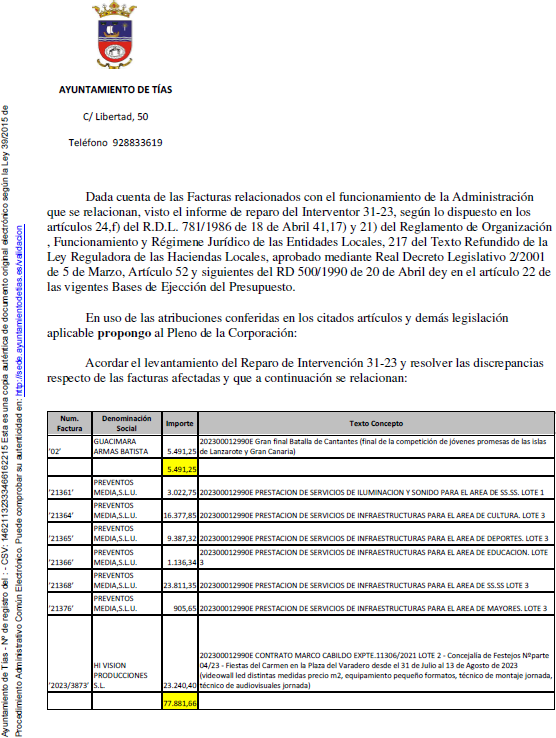 AYUNTAMIENTO DE TÍAS
C/ Libertad, 50
Teléfono 928833619
Dada cuenta de las Facturas relacionados con el funcionamiento de la Administración
que se relacionan, visto el informe de reparo del Interventor 31-23, según lo dispuesto en los
artículos 24,f) del R.D.L. 781/1986 de 18 de Abril 41,17) y 21) del Reglamento de Organización
, Funcionamiento y Régimene Jurídico de las Entidades Locales, 217 del Texto Refundido de la
Ley Reguladora de las Haciendas Locales, aprobado mediante Real Decreto Legislativo 2/2001
de 5 de Marzo, Artículo 52 y siguientes del RD 500/1990 de 20 de Abril dey en el artículo 22 de
las vigentes Bases de Ejección del Presupuesto.
En uso de las atribuciones conferidas en los citados artículos y demás legislación
aplicable propongo al Pleno de la Corporación:
Acordar el levantamiento del Reparo de Intervención 31-23 y resolver las discrepancias
respecto de las facturas afectadas y que a continuación se relacionan:
Num. Factura Denominación Social Importe Texto Concepto
'02' GUACIMARA ARMAS BATISTA 5.491,25 202300012990E Gran final Batalla de Cantantes (final de la competición de jóvenes promesas de las islas de Lanzarote y Gran Canaria)
5.491,25
'21361' PREVENTOS MEDIA,S.L.U. 3.022,75 202300012990E PRESTACION DE SERVICIOS DE ILUMINACION Y SONIDO PARA EL AREA DE SS.SS. LOTE 1
'21364' PREVENTOS MEDIA,S.L.U. 16.377,85 202300012990E PRESTACION DE SERVICIOS DE INFRAESTRUCTURAS PARA EL AREA DE CULTURA. LOTE 3
'21365' PREVENTOS MEDIA,S.L.U. 9.387,32 202300012990E PRESTACION DE SERVICIOS DE INFRAESTRUCTURAS PARA EL AREA DE DEPORTES. LOTE 3
'21366' PREVENTOS MEDIA,S.L.U. 1.136,34 202300012990E PRESTACION DE SERVICIOS DE INFRAESTRUCTURAS PARA EL AREA DE EDUCACION. LOTE 3
'21368' PREVENTOS MEDIA,S.L.U. 23.811,35 202300012990E PRESTACION DE SERVICIOS DE INFRAESTRUCTURAS PARA EL AREA DE SS.SS LOTE 3
'21376' PREVENTOS MEDIA,S.L.U. 905,65 202300012990E PRESTACION DE SERVICIOS DE INFRAESTRUCTURAS PARA EL AREA DE MAYORES. LOTE 3
'2023/3873' HI VISION PRODUCCIONES S.L. 23.240,40 202300012990E CONTRATO MARCO CABILDO EXPTE.11306/2021 LOTE 2 - Concejalía de Festejos Nºparte 04/23 - Fiestas del Carmen en la Plaza del Varadero desde el 31 de Julio al 13 de Agosto de 2023 (videowall led distintas medidas precio m2, equipamiento pequeño formatos, técnico de montaje jornada, técnico de audiovisuales jornada)
77.881,66
Ayuntamiento de Tías - Nº de registro del : - CSV: 14621132333466162215 Esta es una copia auténtica de documento original electrónico según la Ley 39/2015 de
Procedimiento Administrativo Común Electrónico. Puede comprobar su autenticidad en: http://sede.ayuntamientodetias.es/validacion